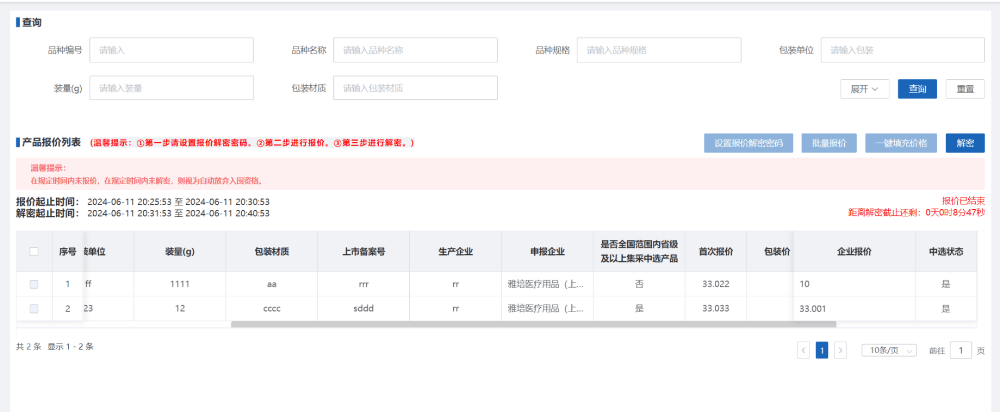 查询
品种编号 请输入 品种名称 请输入品种名称 品种规格 请输入品种规格 包装单位 请输入包装
装量(g) 请输入装量 包装材质 请输入包装材质 展开 查询 重置
产品报价列表 (温馨提示：①第一步请设置报价解密密码。②第二步进行报价。③第三步进行解密。) 设置报价解密密码 批量报价 一键填充价格 解密
温馨提示：
在规定时间内未报价，在规定时间内未解密，则视为自动放弃入围资格。
报价起止时间： 2024-06-11 20:25:53 至 2024-06-11 20:30:53 报价已结束
解密起止时间： 2024-06-11 20:31:53 至 2024-06-11 20:40:53 距离解密截止还剩：0天0时8分47秒
序号 单位 装量(g) 包装材质 上市备案号 生产企业 申报企业 是否全国范围内省级及以上集采中选产品 首次报价 包装价 企业报价 中选状态
1 ff 1111 aa rrr rr 雅培医疗用品（上... 否 33.022 10 是
2 23 12 cccc sddd rr 雅培医疗用品（上... 是 33.033 33.001 是
共 2 条 显示 1 - 2 条 < 1 > 10条/页 前往 1 页